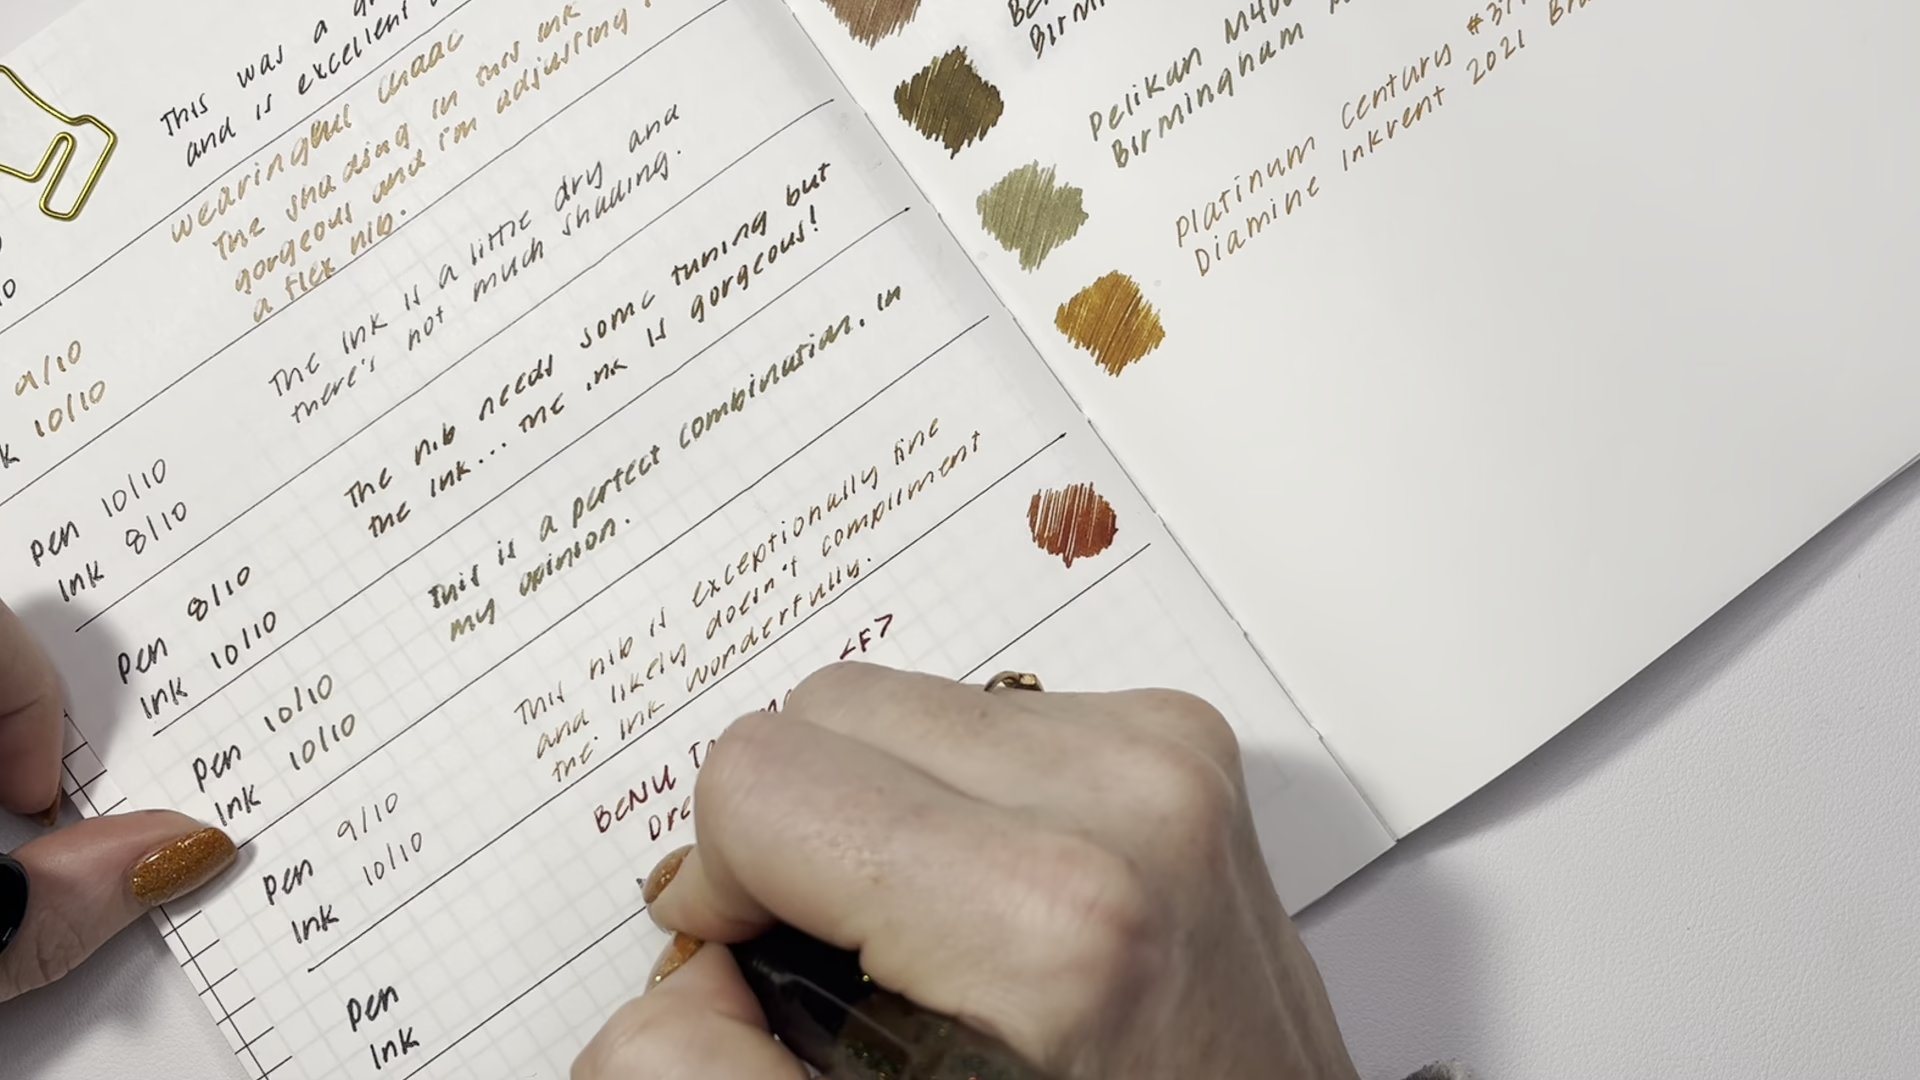 This was a
and is excellent
wearingeul
The shading in this ink
gorgeous and i'm adjusting
a flex nib.
9/10
10/10
The ink is a little dry and
there's not much shading.
Pen 10/10
Ink 8/10
The nib needs some tuning but
the ink... the ink is gorgeous!
Pen 8/10
Ink 10/10
This is a perfect combination, in
my opinion.
Pen 10/10
Ink 10/10
This nib is exceptionally fine
and likely doesn't compliment
the ink wonderfully.
Pen 9/10
Ink 10/10
BENU <F>
Pen
Ink
Pelikan M40
Birmingham
Platinum Century #37
Diamine Inkvent 2021